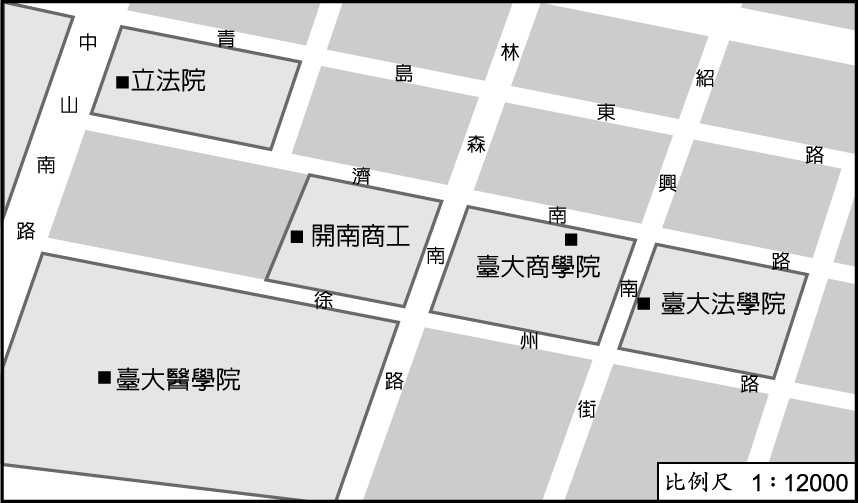 中山南路
青島東路
林森南路
紹興南街
濟南路
徐州路
立法院
開南商工
臺大商學院
臺大法學院
臺大醫學院
比例尺 1：12000